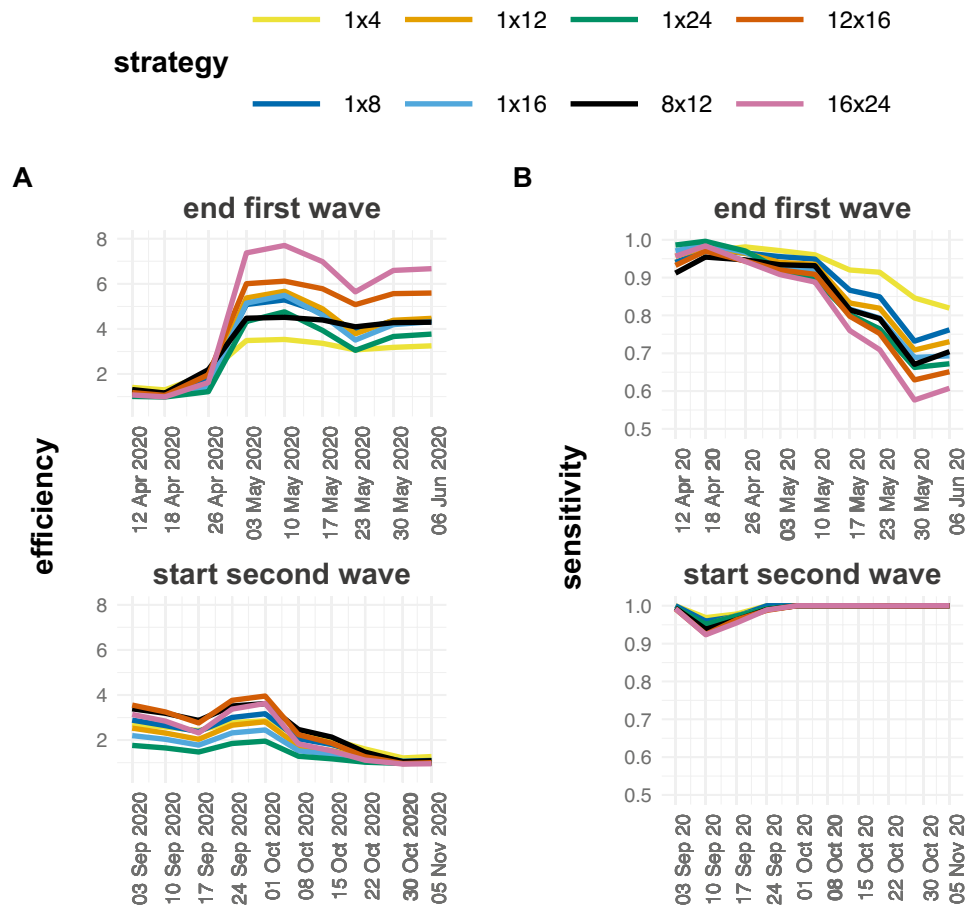 1x4 1x12 1x24 12x16
strategy
1x8 1x16 8x12 16x24
A
B
end first wave
end first wave
efficiency
sensitivity
8
6
4
2
1.0
0.9
0.8
0.7
0.6
0.5
12 Apr 2020
18 Apr 2020
26 Apr 2020
03 May 2020
10 May 2020
17 May 2020
23 May 2020
30 May 2020
06 Jun 2020
12 Apr 20
18 Apr 20
26 Apr 20
03 May 20
10 May 20
17 May 20
23 May 20
30 May 20
06 Jun 20
start second wave
start second wave
8
6
4
2
1.0
0.9
0.8
0.7
0.6
0.5
03 Sep 2020
10 Sep 2020
17 Sep 2020
24 Sep 2020
01 Oct 2020
08 Oct 2020
15 Oct 2020
22 Oct 2020
30 Oct 2020
05 Nov 2020
03 Sep 20
10 Sep 20
17 Sep 20
24 Sep 20
01 Oct 20
08 Oct 20
15 Oct 20
22 Oct 20
30 Oct 20
05 Nov 20